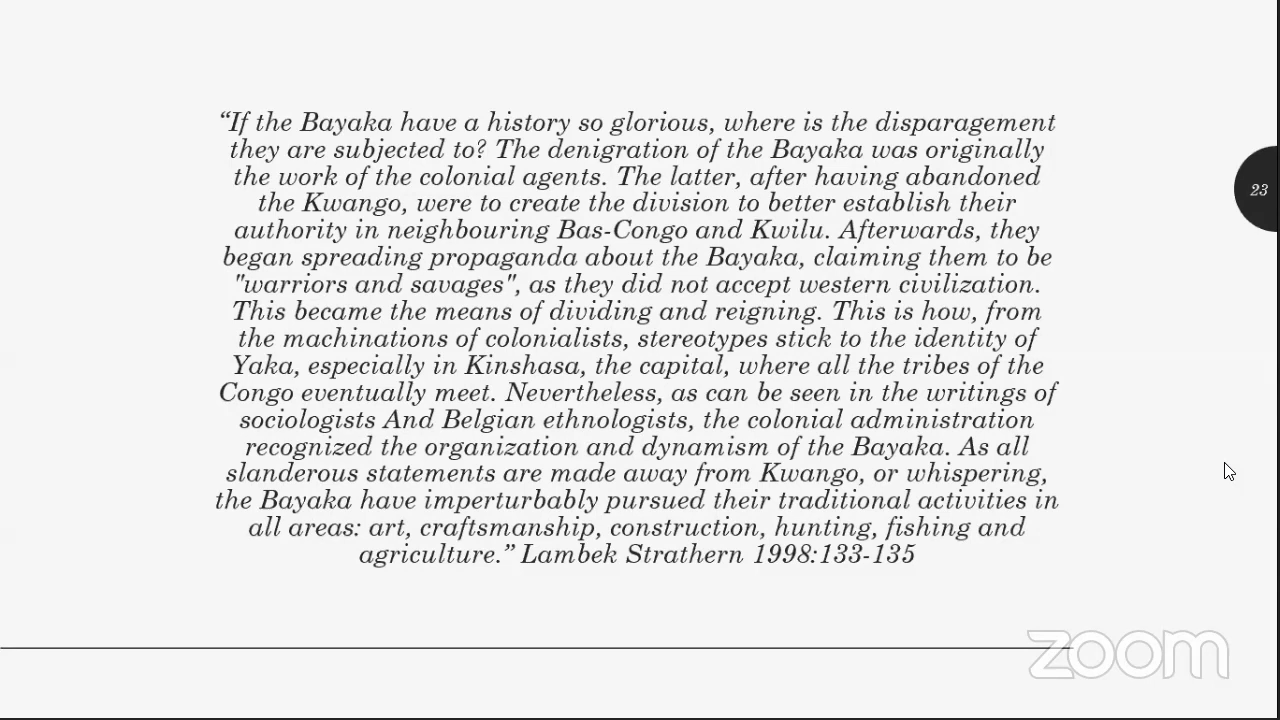 “If the Bayaka have a history so glorious, where is the disparagement
they are subjected to? The denigration of the Bayaka was originally
the work of the colonial agents. The latter, after having abandoned
the Kwango, were to create the division to better establish their
authority in neighbouring Bas-Congo and Kwilu. Afterwards, they
began spreading propaganda about the Bayaka, claiming them to be
"warriors and savages", as they did not accept western civilization.
This became the means of dividing and reigning. This is how, from
the machinations of colonialists, stereotypes stick to the identity of
Yaka, especially in Kinshasa, the capital, where all the tribes of the
Congo eventually meet. Nevertheless, as can be seen in the writings of
sociologists And Belgian ethnologists, the colonial administration
recognized the organization and dynamism of the Bayaka. As all
slanderous statements are made away from Kwango, or whispering,
the Bayaka have imperturbably pursued their traditional activities in
all areas: art, craftsmanship, construction, hunting, fishing and
agriculture.” Lambek Strathern 1998:133-135
23
zoom